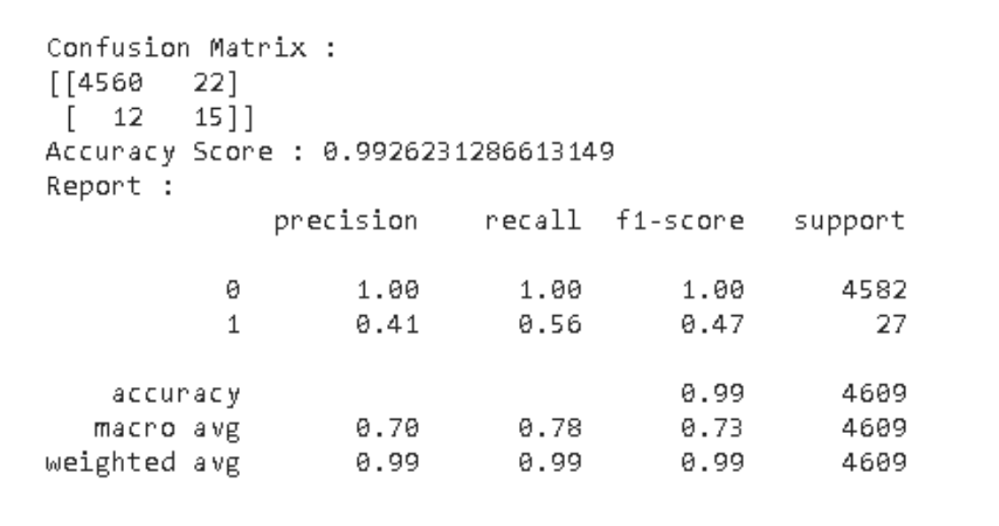 Confusion Matrix :
[[4560   22]
 [  12   15]]
Accuracy Score : 0.9926231286613149
Report :
              precision    recall  f1-score   support

           0       1.00      1.00      1.00      4582
           1       0.41      0.56      0.47        27

    accuracy                           0.99      4609
   macro avg       0.70      0.78      0.73      4609
weighted avg       0.99      0.99      0.99      4609